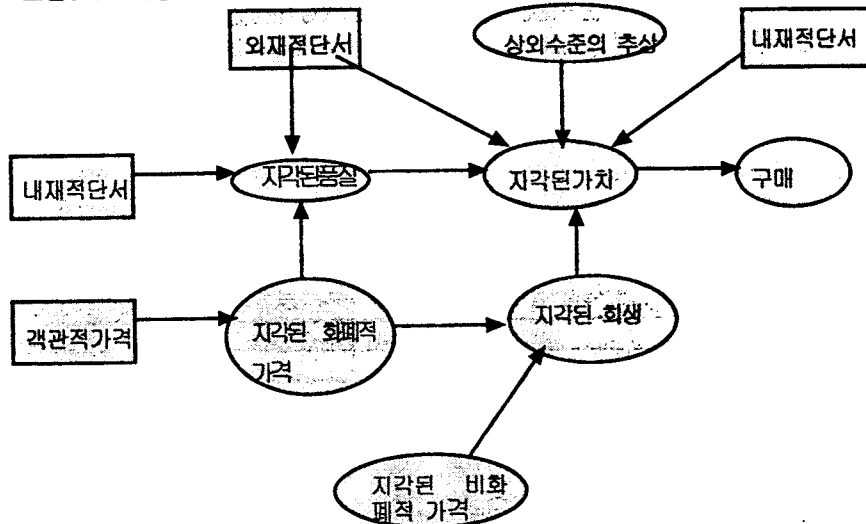 외재적단서
상위수준의 추상
내재적단서
내재적단서
지각된품질
지각된가치
구매
객관적가격
지각된 화폐적
가격
지각된 희생
지각된 비화
폐적 가격